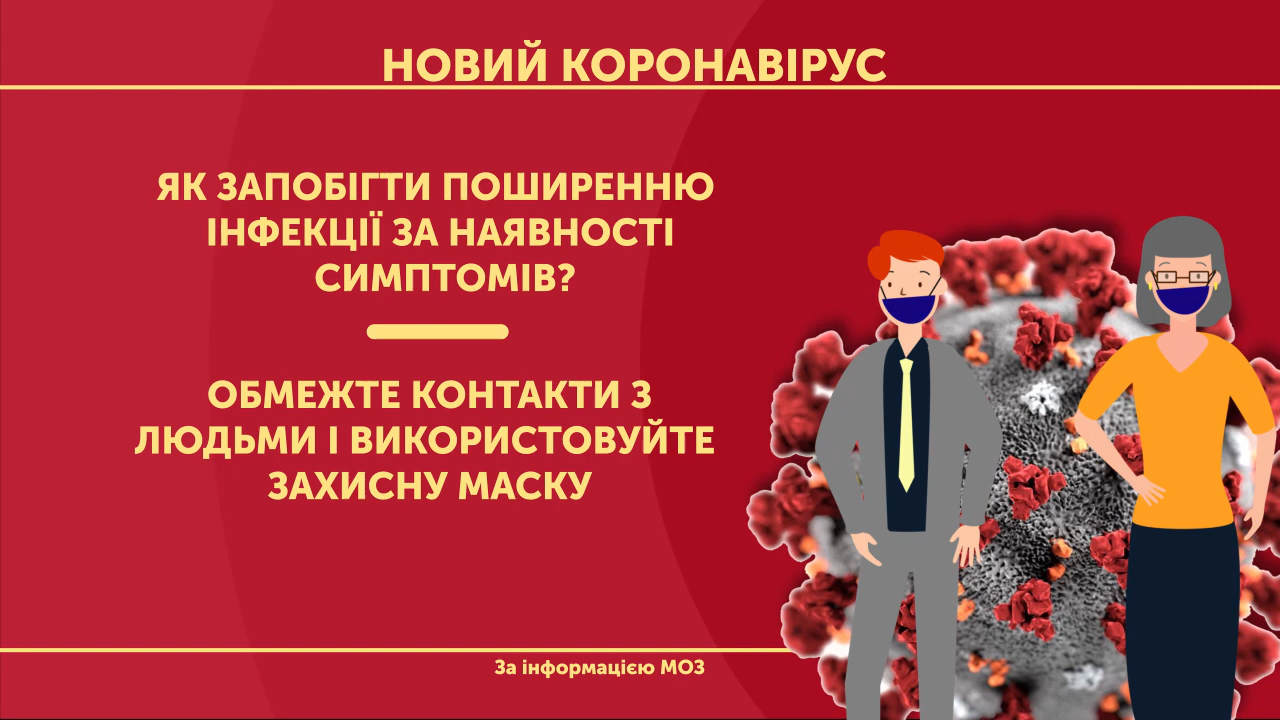 НОВИЙ КОРОНАВІРУС
ЯК ЗАПОБІГТИ ПОШИРЕННЮ
ІНФЕКЦІЇ ЗА НАЯВНОСТІ
СИМПТОМІВ?
ОБМЕЖТЕ КОНТАКТИ З
ЛЮДЬМИ І ВИКОРИСТОВУЙТЕ
ЗАХИСНУ МАСКУ
За інформацією МОЗ